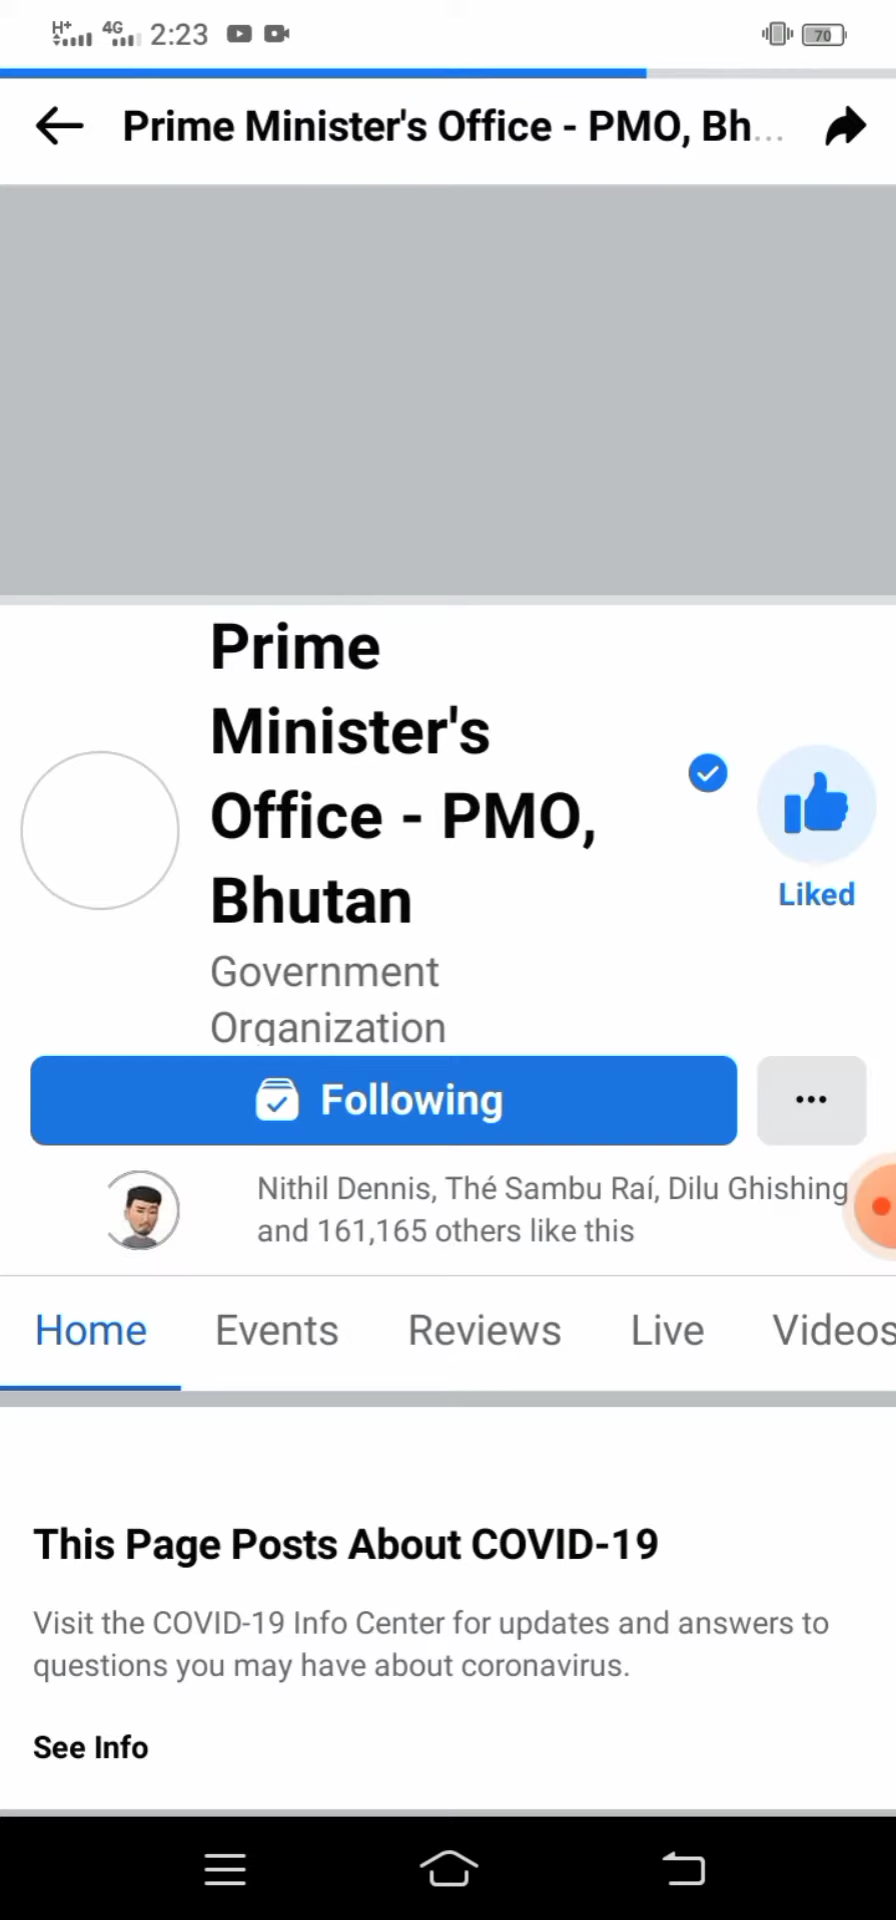 H+ 4G 2:23 70
Prime Minister's Office - PMO, Bh...
Prime
Minister's
Office - PMO,
Bhutan
Liked
Government
Organization
Following
Nithil Dennis, Thé Sambu Raí, Dilu Ghishing
and 161,165 others like this
Home Events Reviews Live Videos
This Page Posts About COVID-19
Visit the COVID-19 Info Center for updates and answers to
questions you may have about coronavirus.
See Info